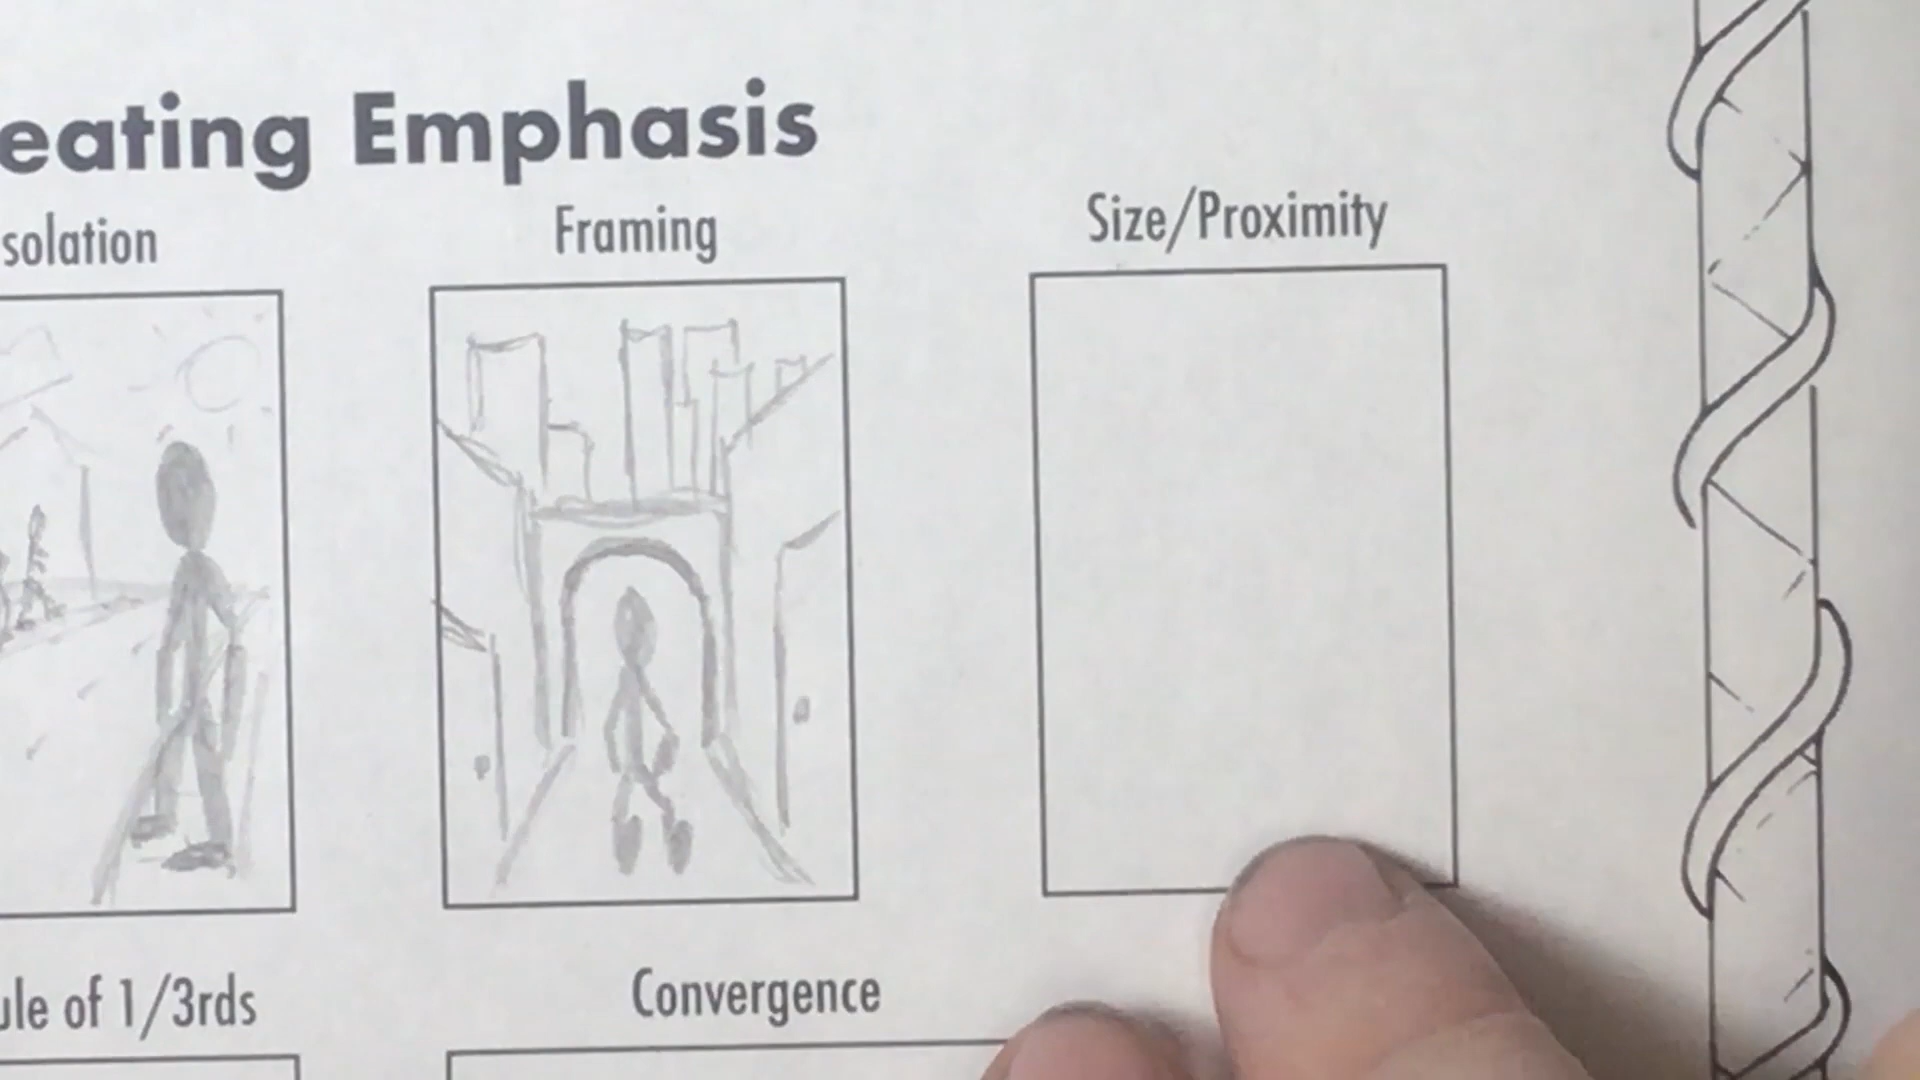 eating Emphasis
solation
Framing
Size/Proximity
ule of 1/3rds
Convergence